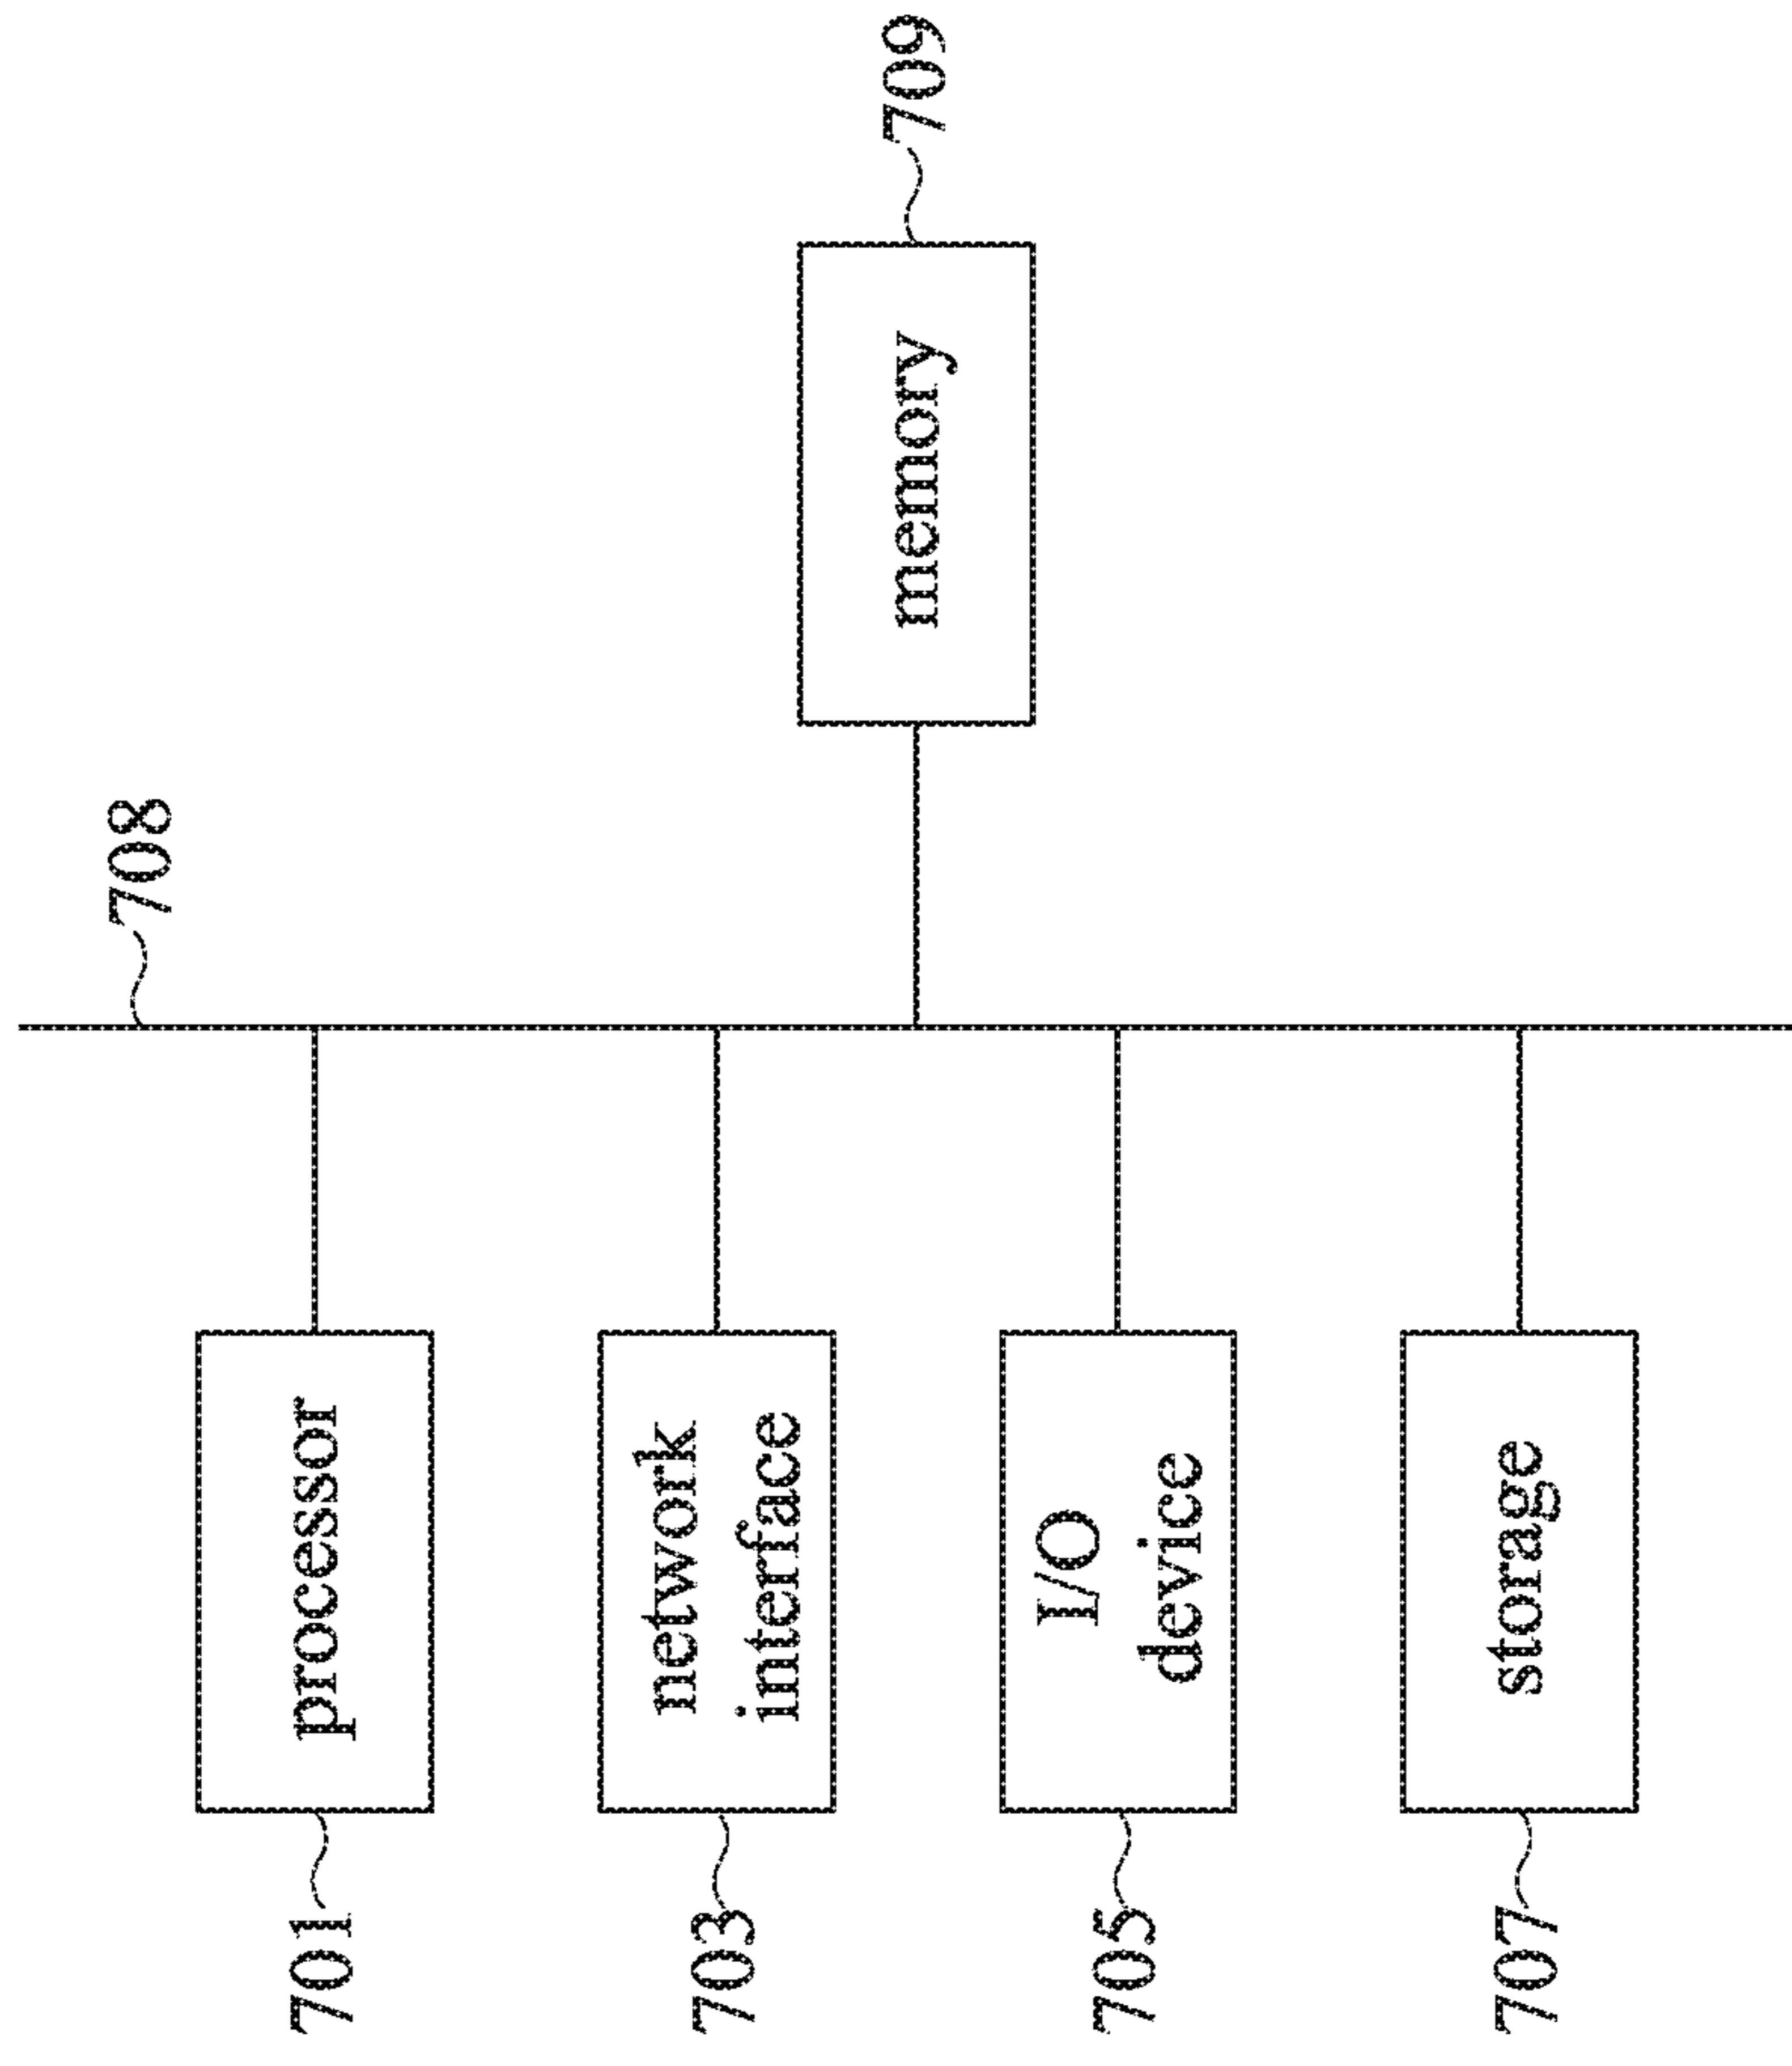 701
processor
703
network
interface
705
I/O
device
707
storage
708
709
memory